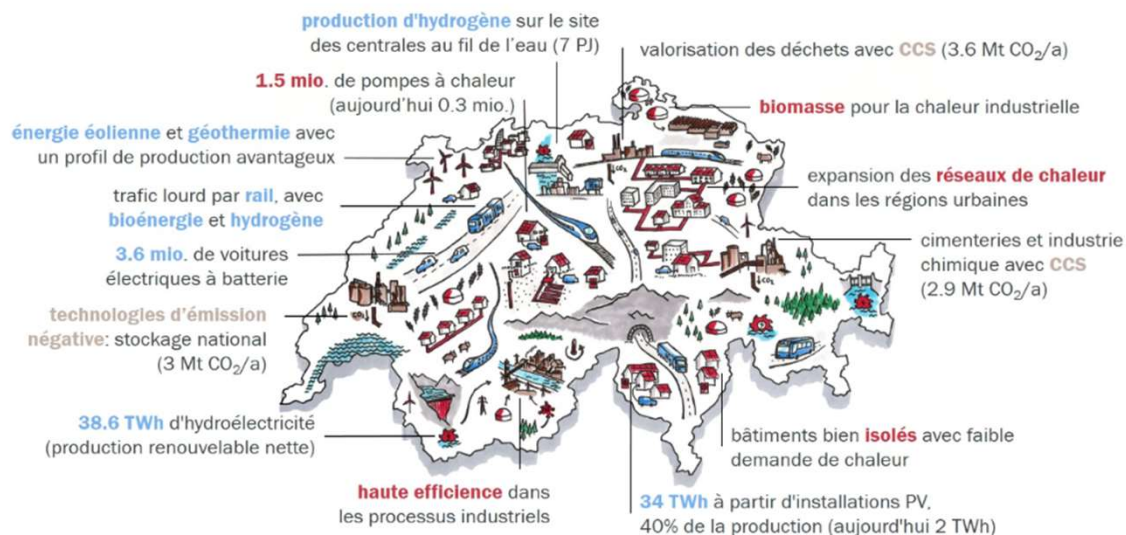 production d'hydrogène sur le site
des centrales au fil de l'eau (7 PJ)
valorisation des déchets avec CCS (3.6 Mt CO₂/a)
1.5 mio. de pompes à chaleur
(aujourd'hui 0.3 mio.)
biomasse pour la chaleur industrielle
énergie éolienne et géothermie avec
un profil de production avantageux
trafic lourd par rail, avec
bioénergie et hydrogène
expansion des réseaux de chaleur
dans les régions urbaines
3.6 mio. de voitures
électriques à batterie
cimenteries et industrie
chimique avec CCS
(2.9 Mt CO₂/a)
technologies d'émission
négative: stockage national
(3 Mt CO₂/a)
CO₂
CO₂
CO₂
38.6 TWh d'hydroélectricité
(production renouvelable nette)
bâtiments bien isolés avec faible
demande de chaleur
haute efficience dans
les processus industriels
34 TWh à partir d'installations PV,
40% de la production (aujourd'hui 2 TWh)